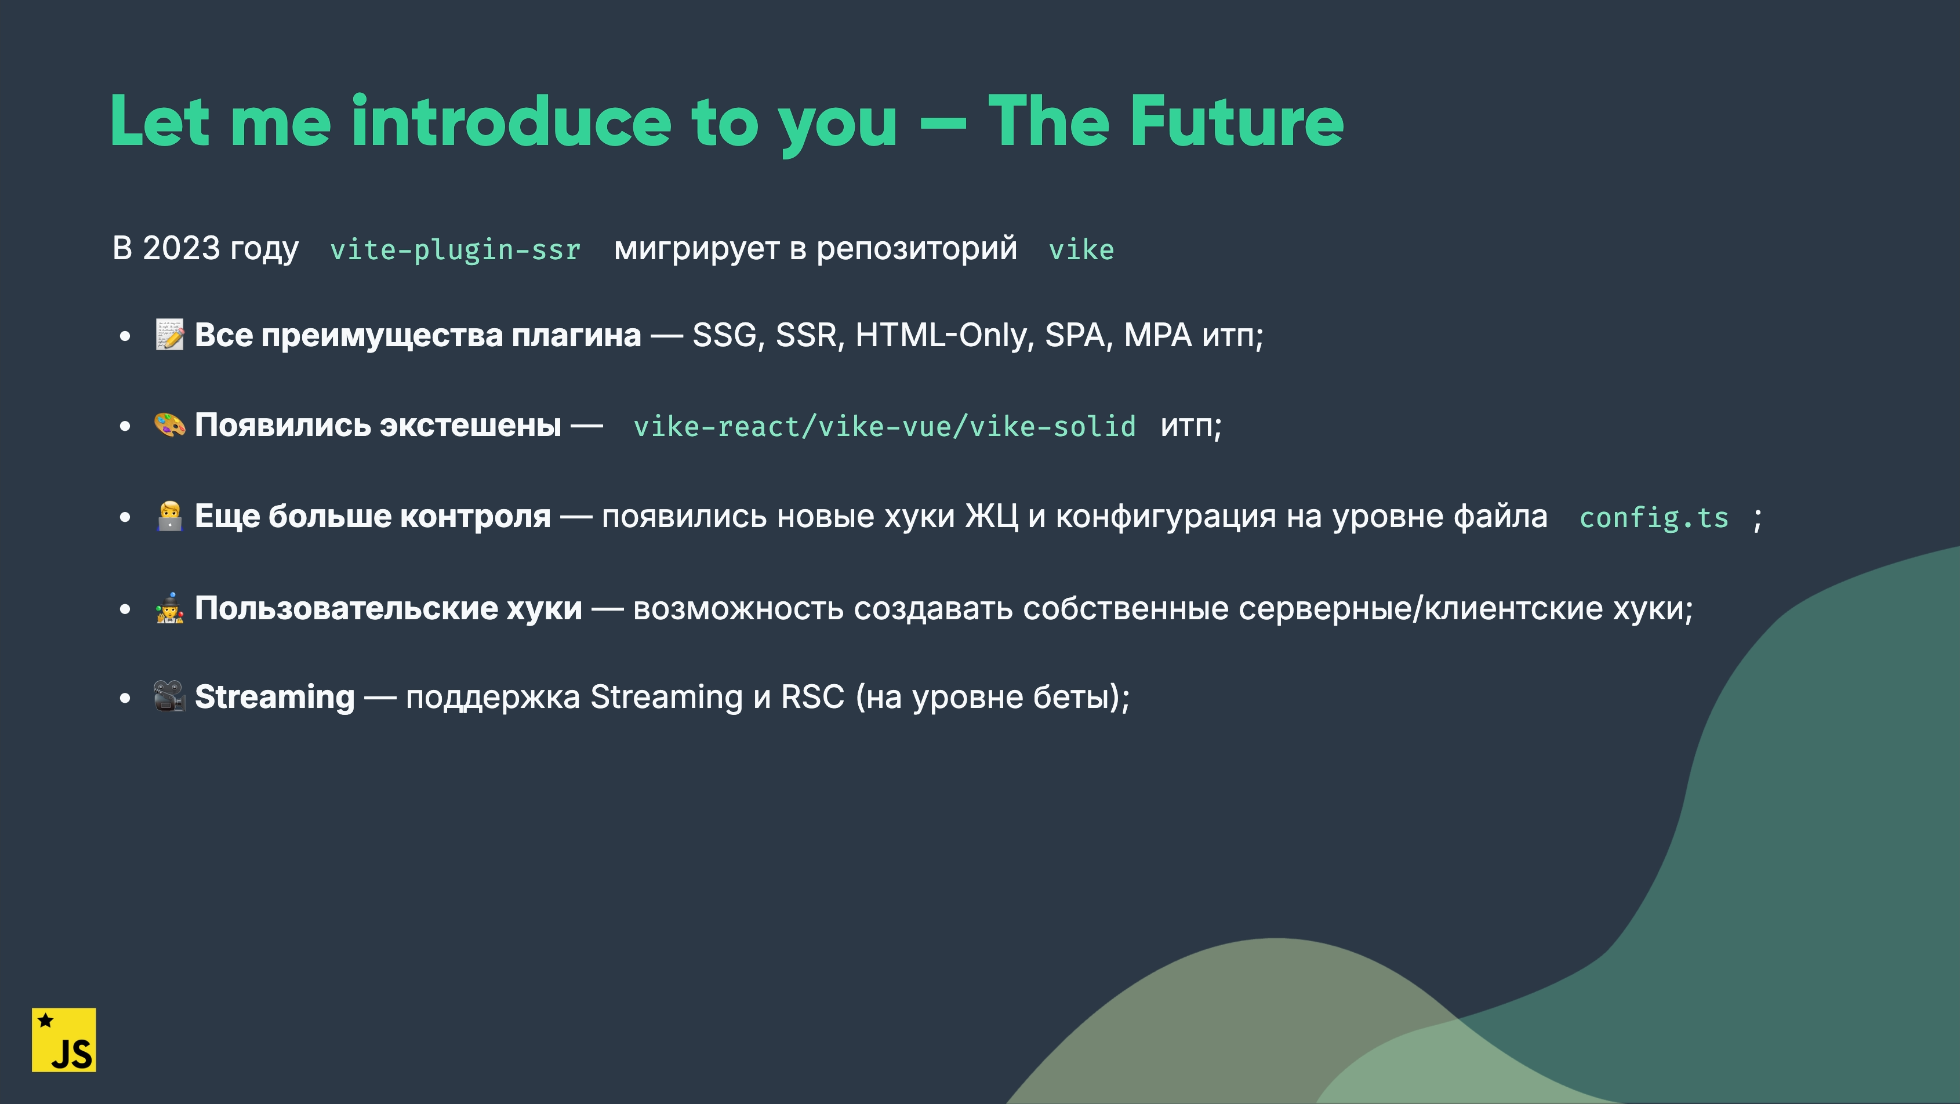 Let me introduce to you — The Future
В 2023 году vite-plugin-ssr мигрирует в репозиторий vike
• 📝 Все преимущества плагина — SSG, SSR, HTML-Only, SPA, MPA итп;
• 🎨 Появились экстешены — vike-react/vike-vue/vike-solid итп;
• 👨‍💻 Еще больше контроля — появились новые хуки ЖЦ и конфигурация на уровне файла config.ts ;
• Пользовательские хуки — возможность создавать собственные серверные/клиентские хуки;
• 🎥 Streaming — поддержка Streaming и RSC (на уровне беты);
JS